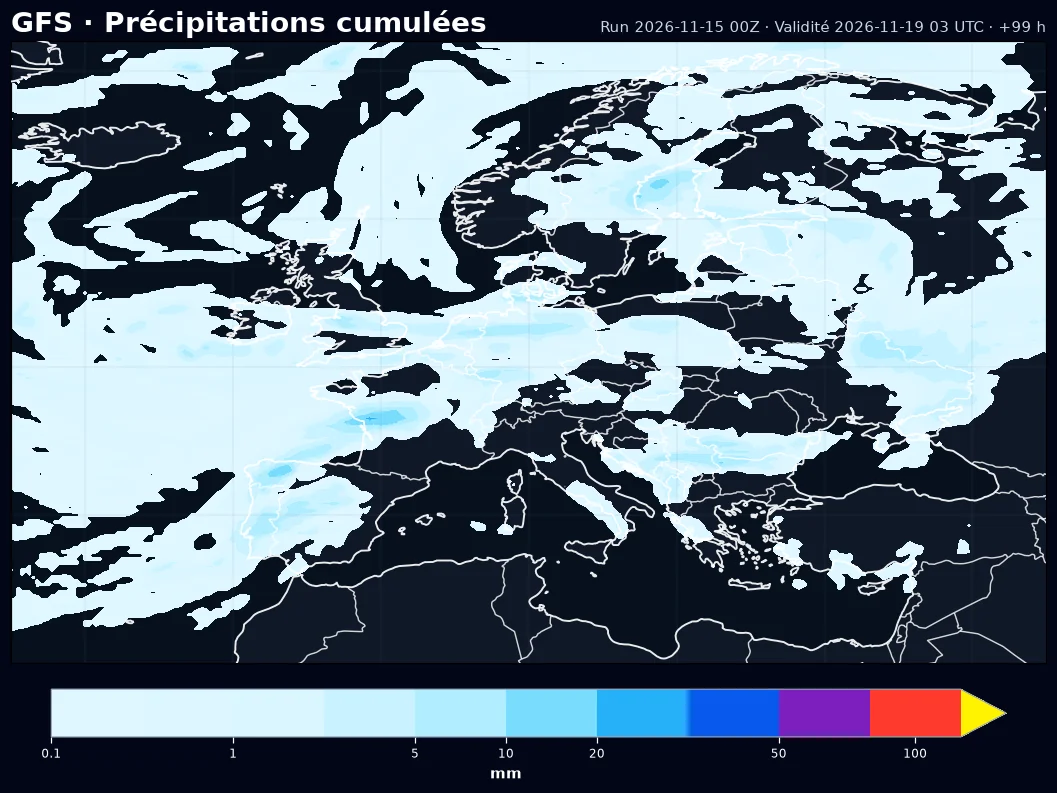 GFS · Précipitations cumulées
Run 2026-11-15 00Z · Validité 2026-11-19 03 UTC · +99 h
0.1 1 5 10 20 50 100
mm